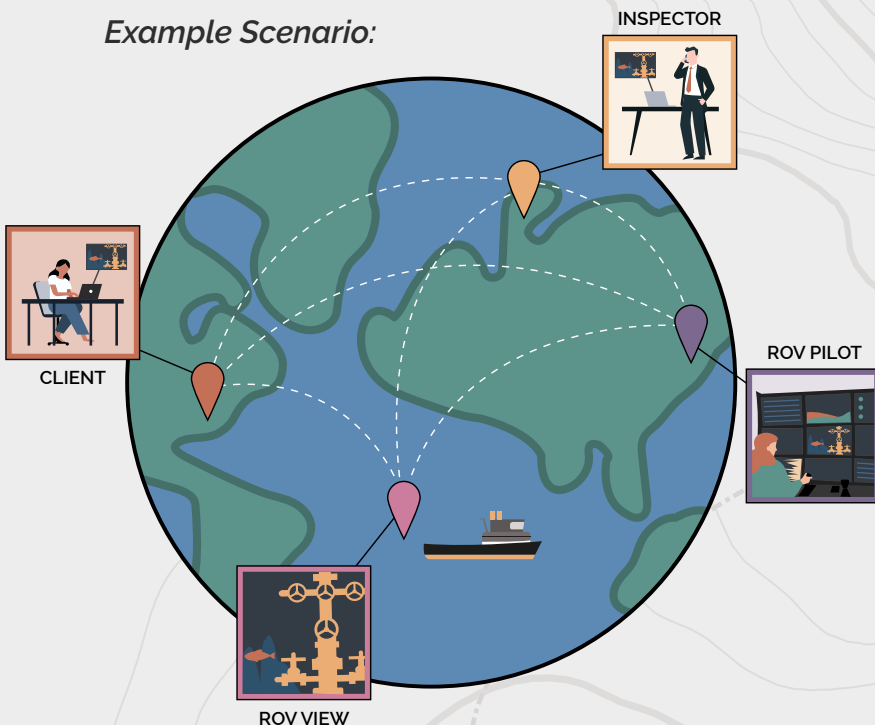 Example Scenario:
INSPECTOR
CLIENT
ROV PILOT
ROV VIEW